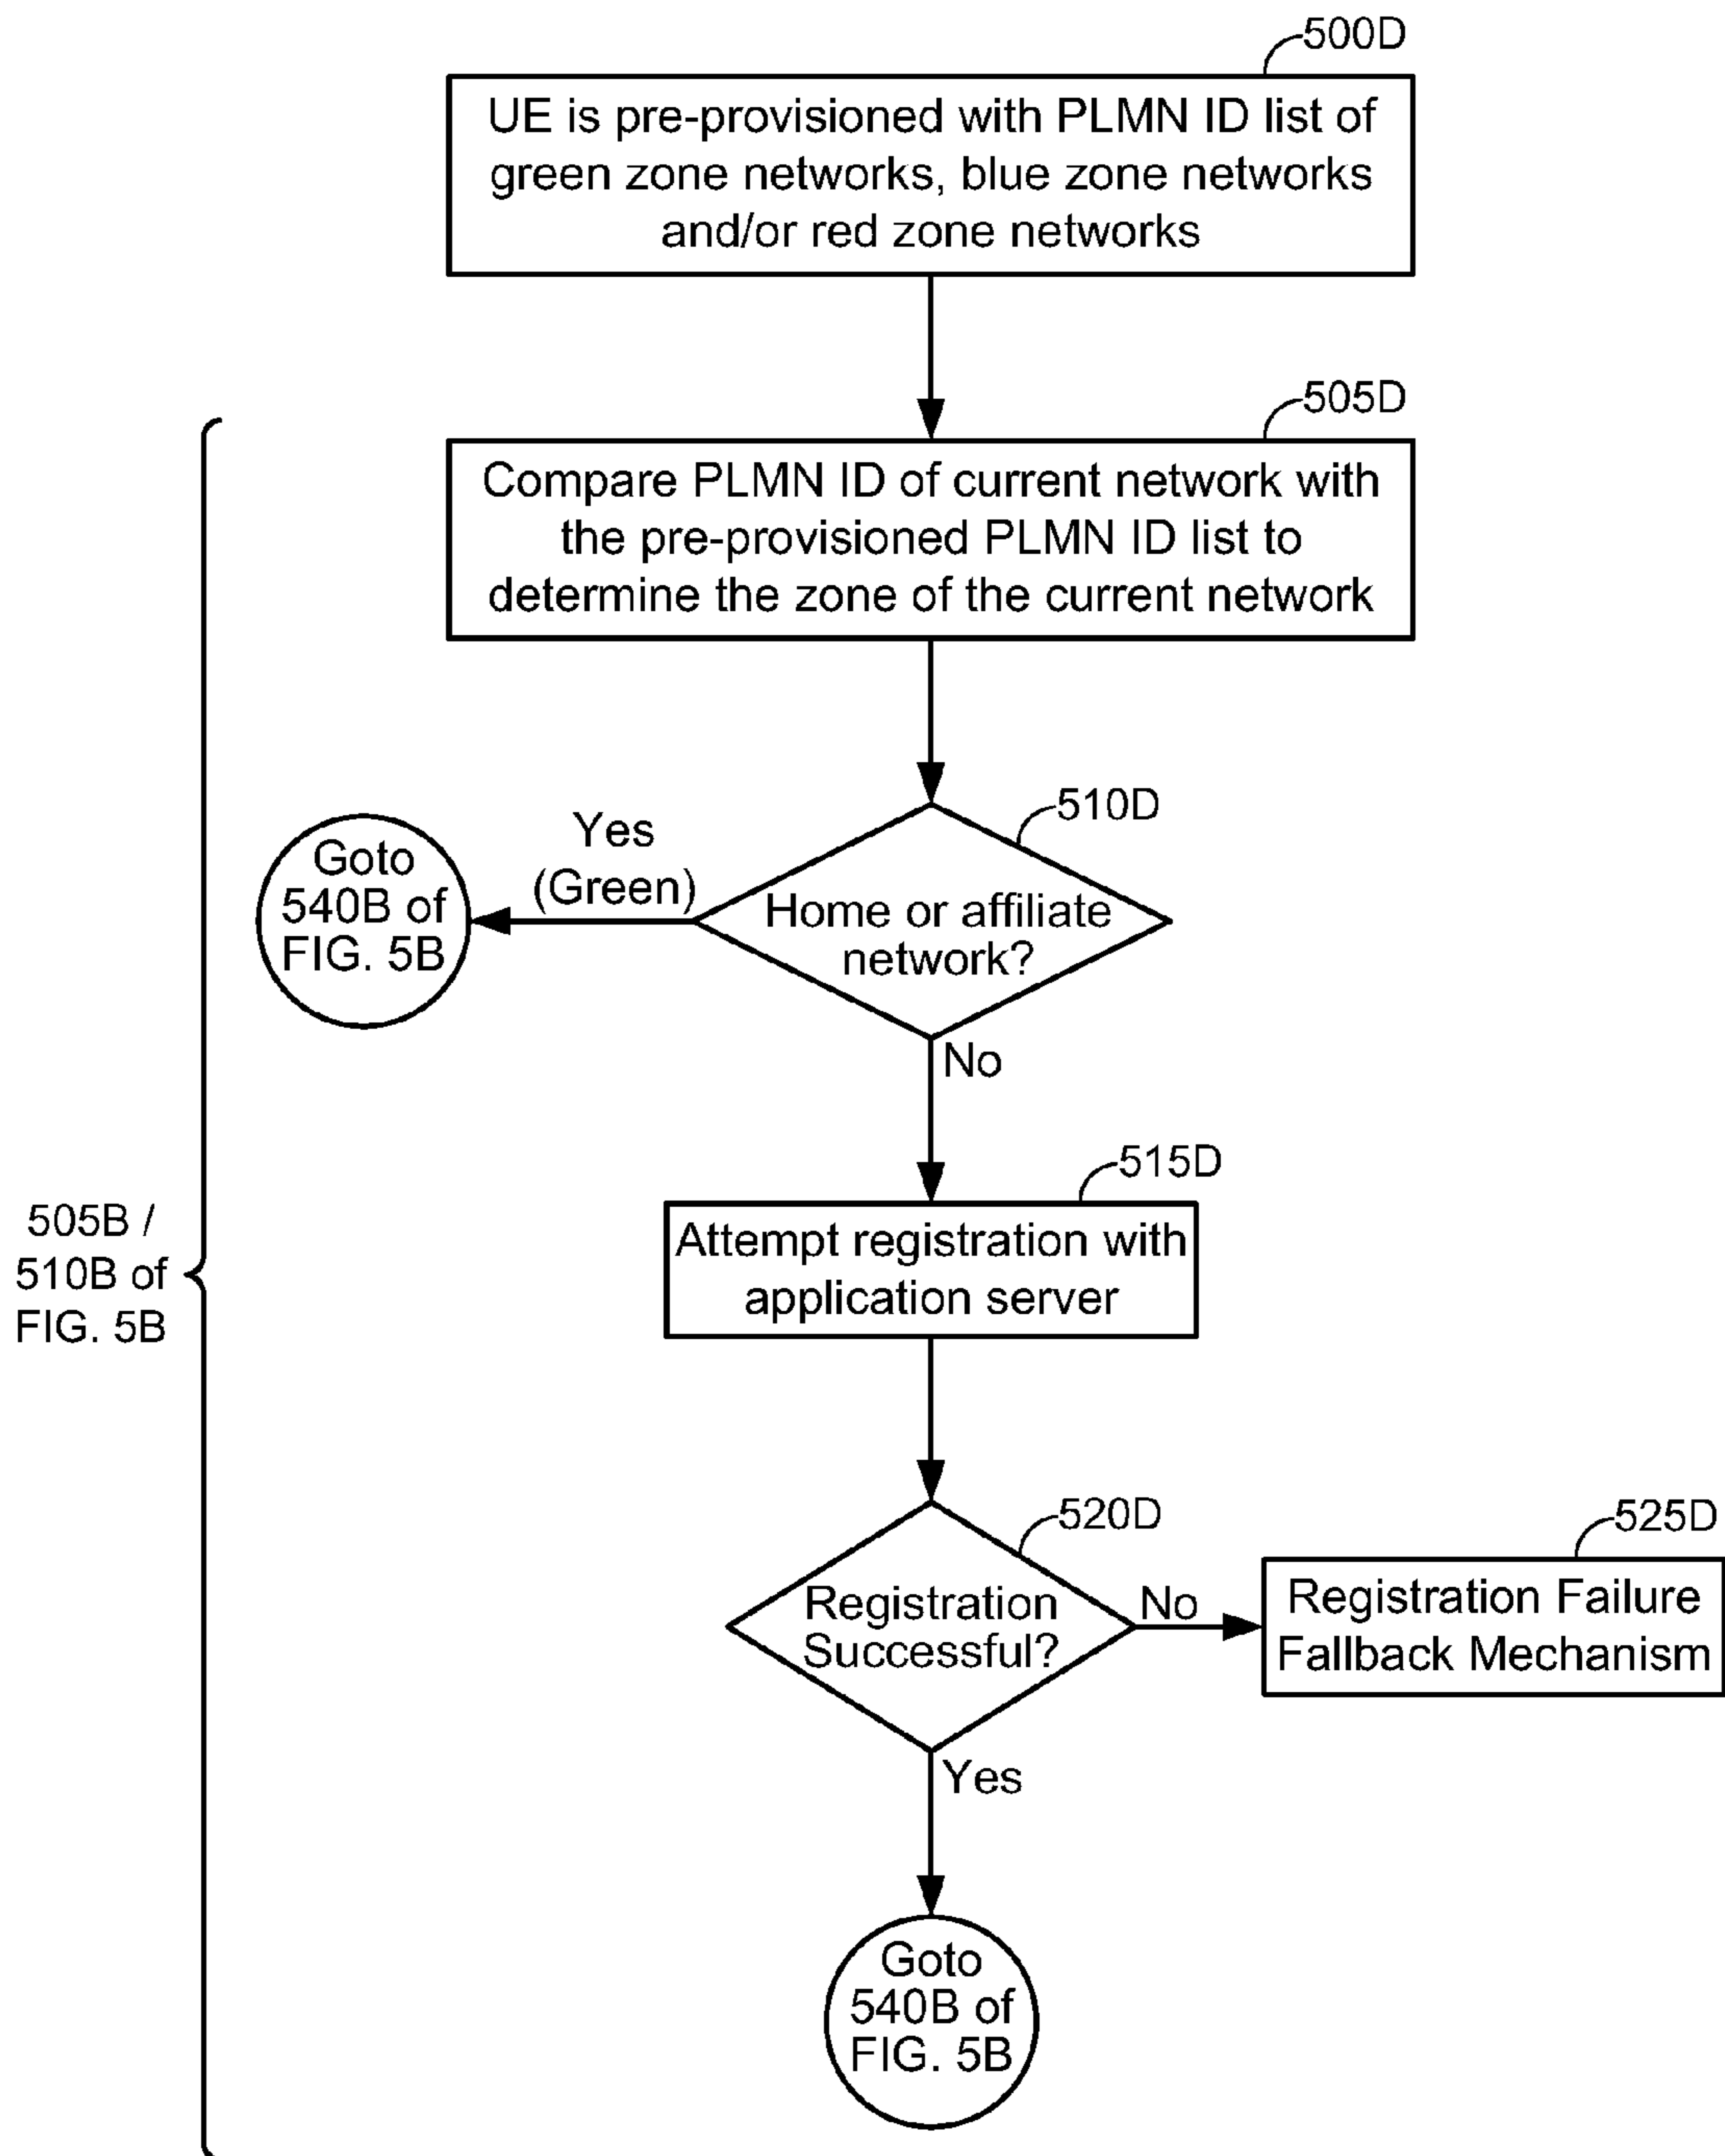 500D
UE is pre-provisioned with PLMN ID list of
green zone networks, blue zone networks
and/or red zone networks
505D
Compare PLMN ID of current network with
the pre-provisioned PLMN ID list to
determine the zone of the current network
510D
Home or affiliate
network?
Yes
(Green)
Goto
540B of
FIG. 5B
No
515D
Attempt registration with
application server
505B /
510B of
FIG. 5B
520D
Registration
Successful?
No
525D
Registration Failure
Fallback Mechanism
Yes
Goto
540B of
FIG. 5B